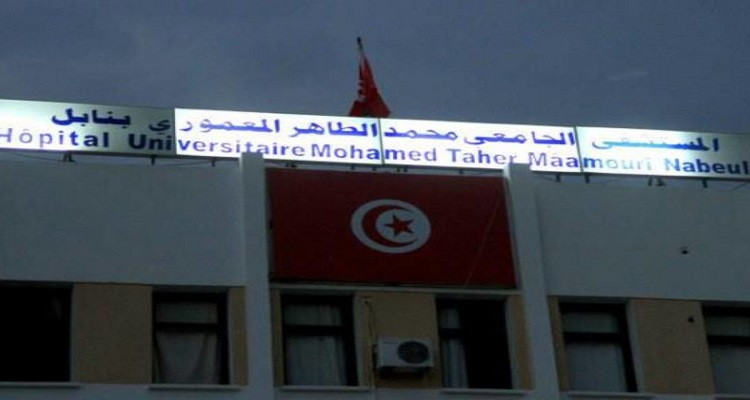 المستشفى الجامعي محمد الطاهر المعموري بنابل
Hôpital Universitaire Mohamed Taher Maamouri Nabeul